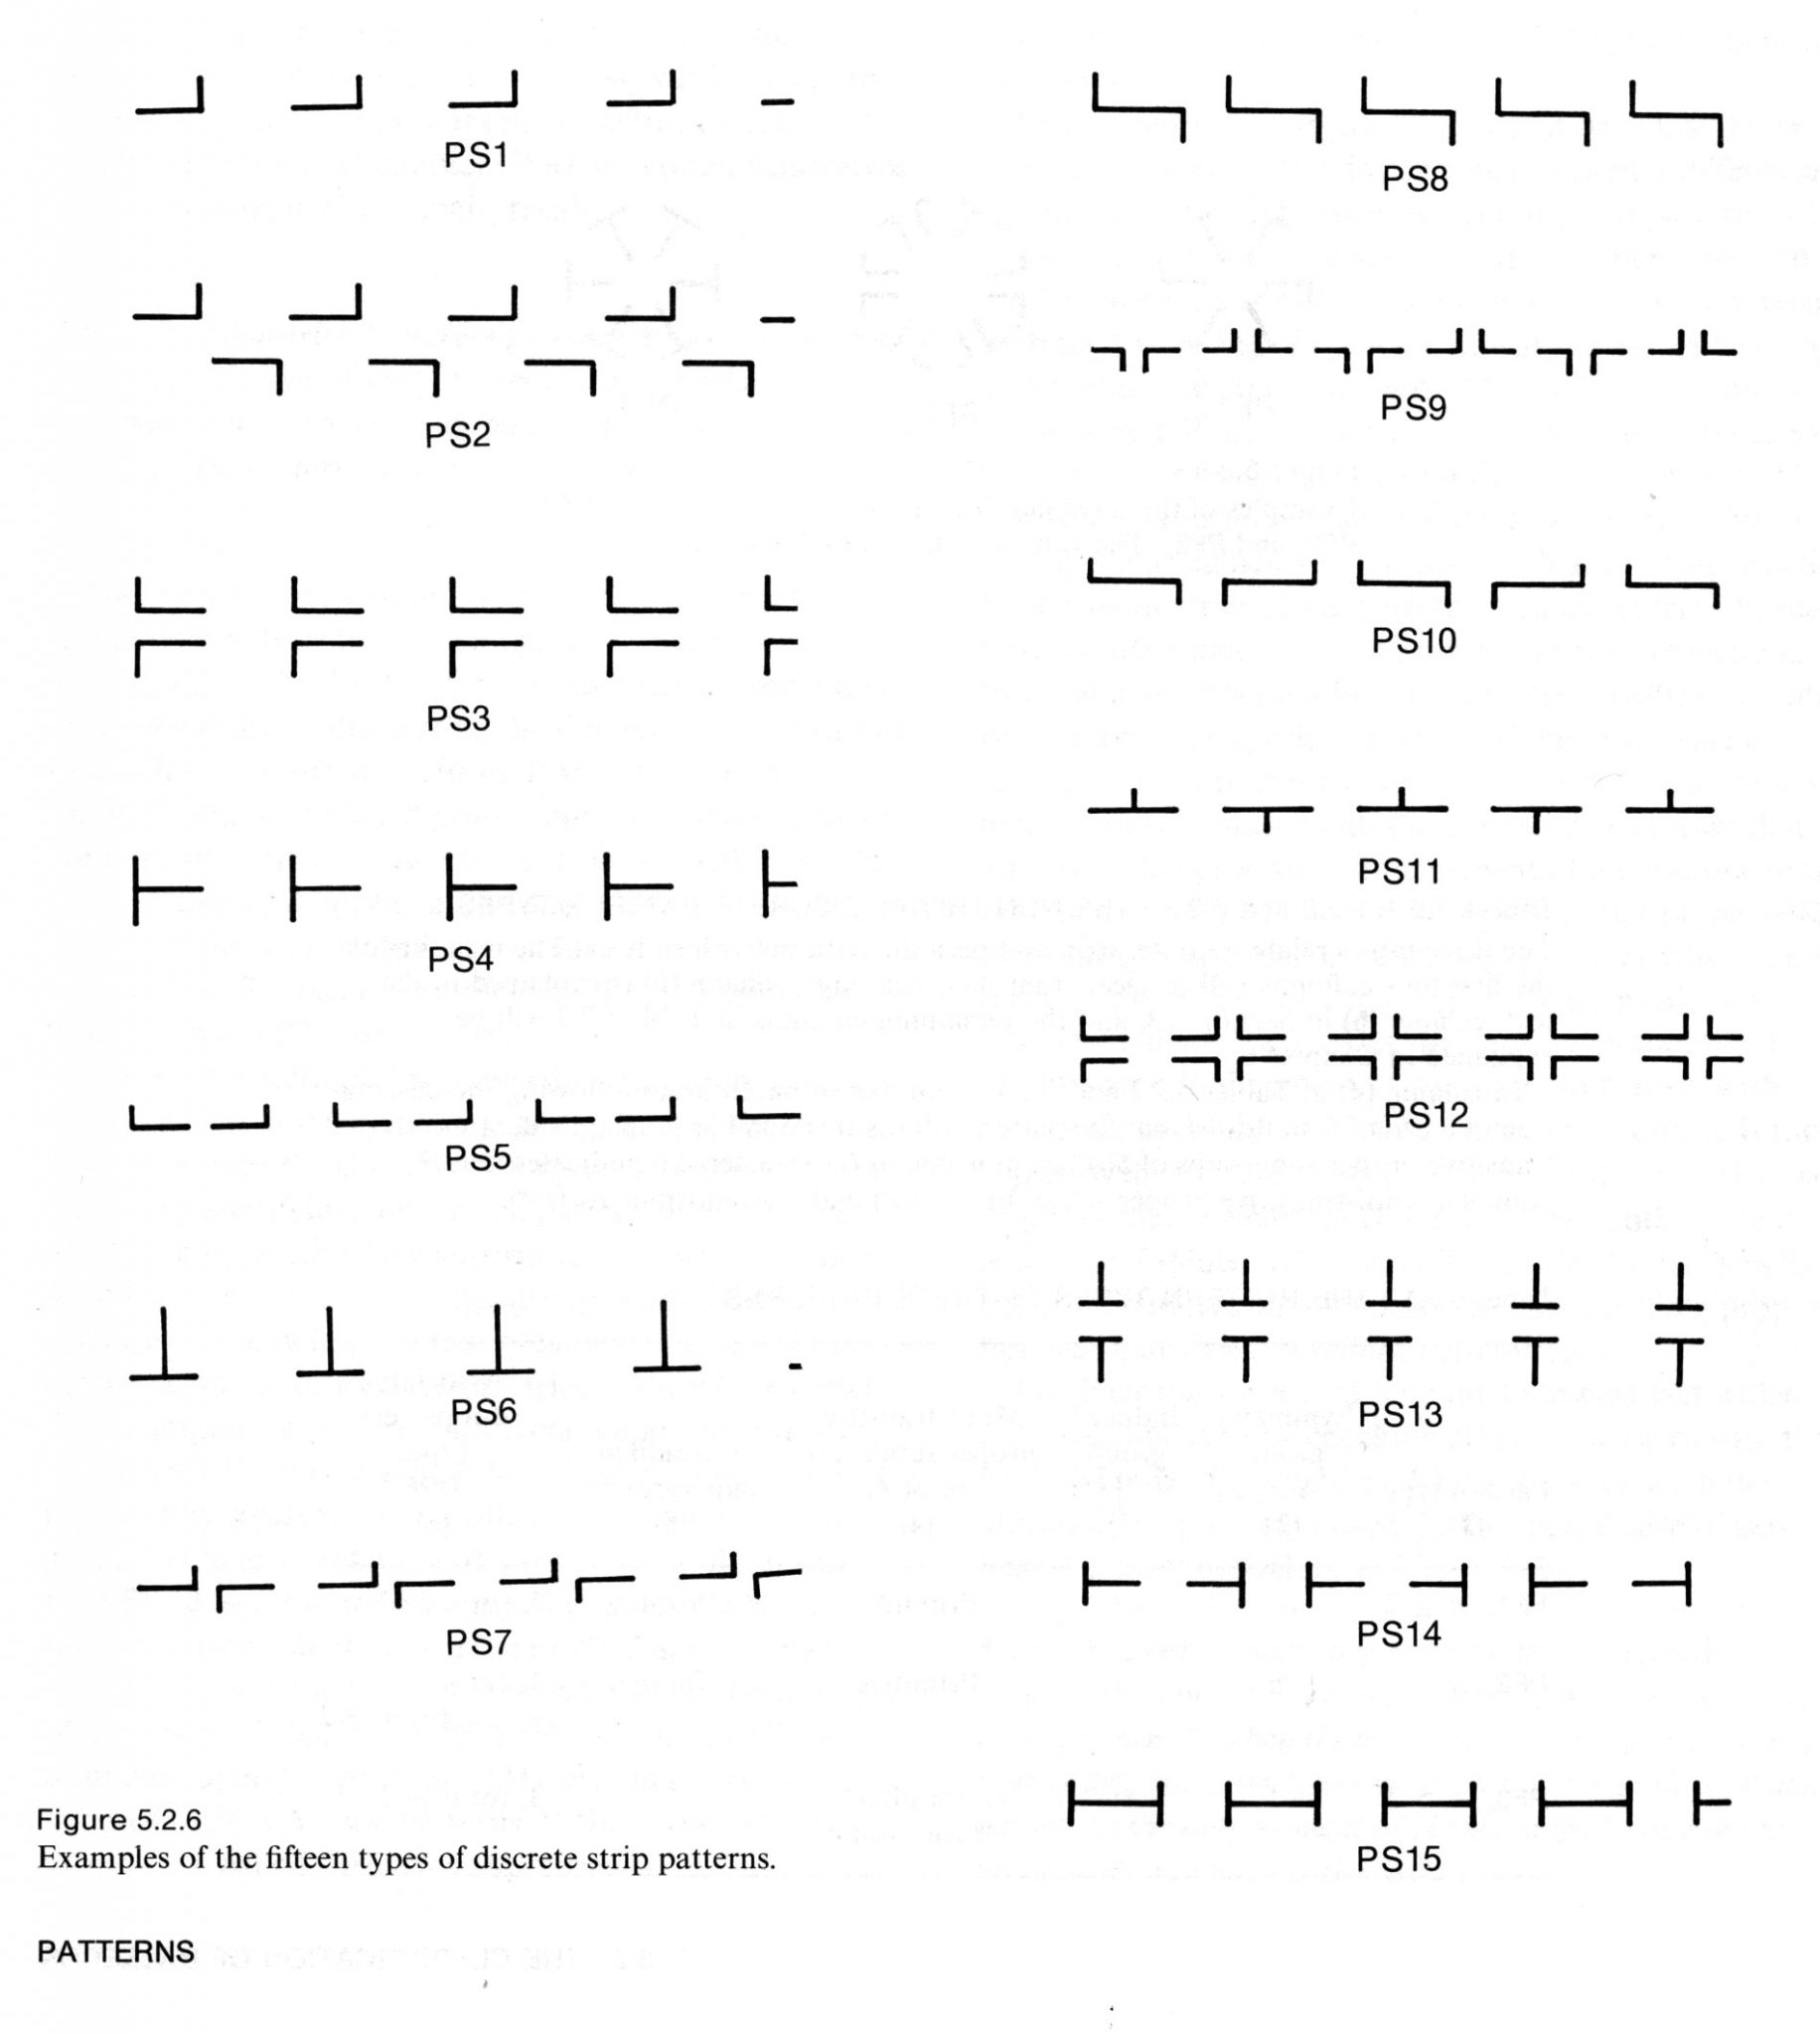 PS1
PS2
PS3
PS4
PS5
PS6
PS7
Figure 5.2.6
Examples of the fifteen types of discrete strip patterns.
PATTERNS
PS8
PS9
PS10
PS11
PS12
PS13
PS14
PS15